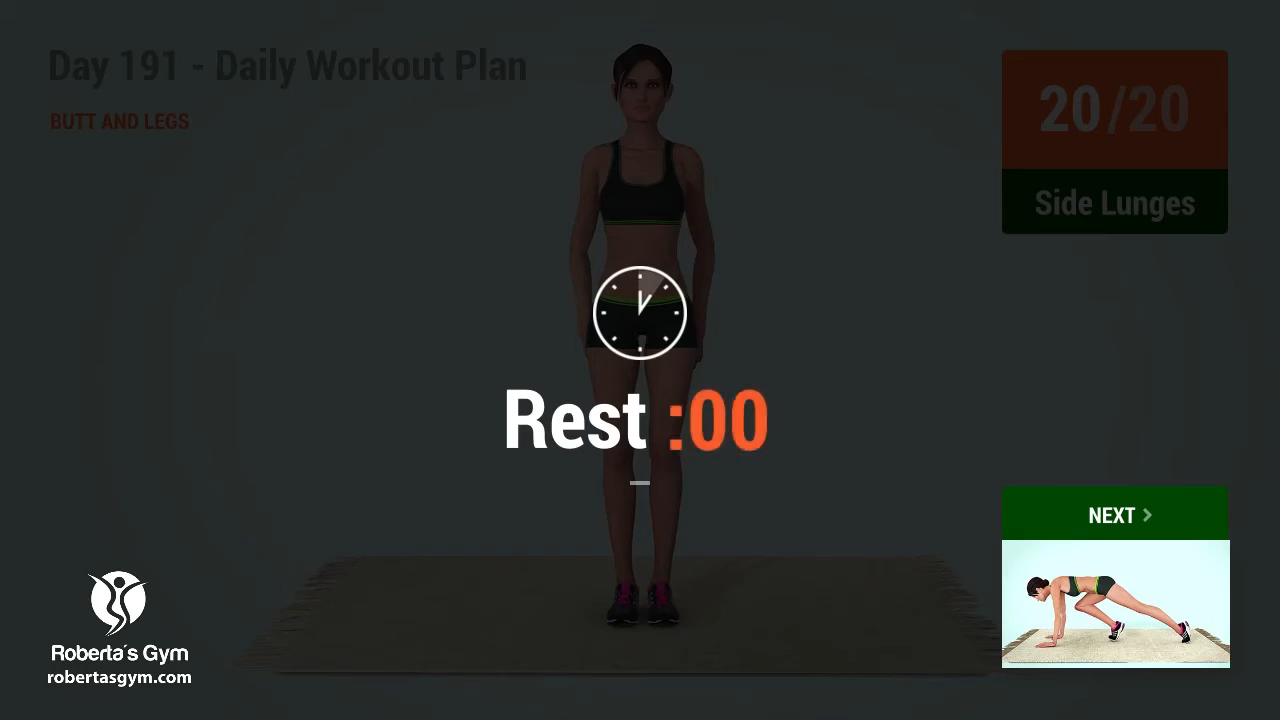 Day 191 - Daily Workout Plan
BUTT AND LEGS
20/20
Side Lunges
Rest :00
NEXT >
Roberta´s Gym
robertasgym.com